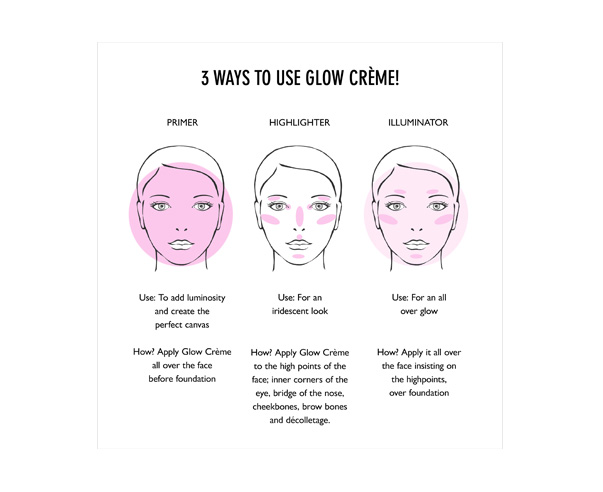 3 WAYS TO USE GLOW CRÈME!
PRIMER
HIGHLIGHTER
ILLUMINATOR
Use: To add luminosity
and create the
perfect canvas
Use: For an
iridescent look
Use: For an all
over glow
How? Apply Glow Crème
all over the face
before foundation
How? Apply Glow Crème
to the high points of the
face; inner corners of the
eye, bridge of the nose,
cheekbones, brow bones
and décolletage.
How? Apply it all over
the face insisting on
the highpoints,
over foundation